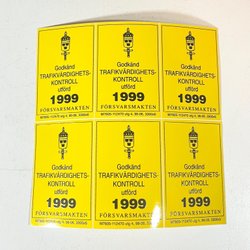 Godkänd
TRAFIKVÄRDIGHETS-
KONTROLL
utförd
1999
FÖRSVARSMAKTEN
Godkänd
TRAFIKVÄRDIGHETS-
KONTROLL
utförd
1999
FÖRSVARSMAKTEN
Godkänd
TRAFIKVÄRDIGHETS-
KONTROLL
utförd
1999
FÖRSVARSMAKTEN
Godkänd
TRAFIKVÄRDIGHETS-
KONTROLL
utförd
1999
FÖRSVARSMAKTEN
Godkänd
TRAFIKVÄRDIGHETS-
KONTROLL
utförd
1999
FÖRSVARSMAKTEN
Godkänd
TRAFIKVÄRDIGHETS-
KONTROLL
utförd
1999
FÖRSVARSMAKTEN